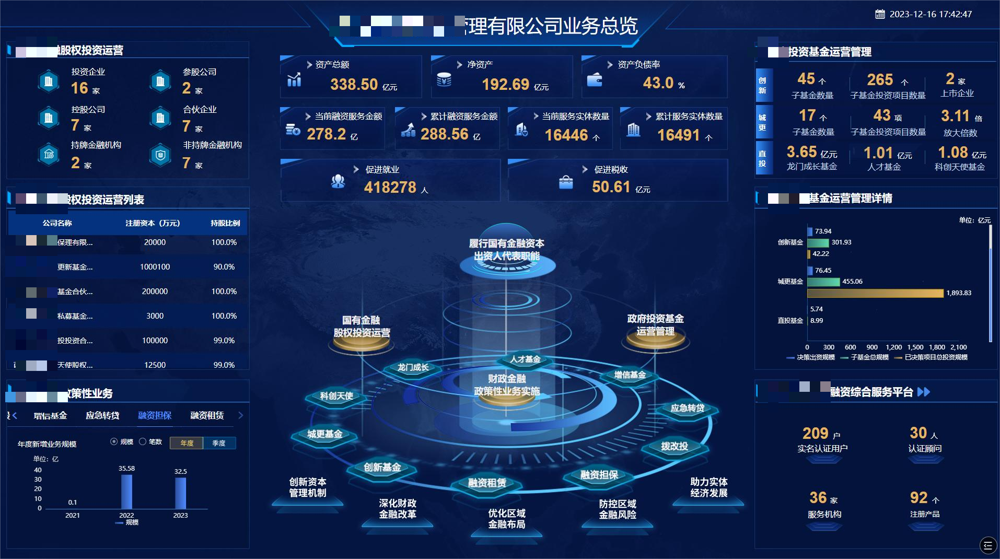 管理有限公司业务总览
2023-12-16 17:42:47
股权投资运营
投资企业
16 家
参股公司
2 家
控股公司
7 家
合伙企业
7 家
持牌金融机构
2 家
非持牌金融机构
7 家
股权投资运营列表
公司名称 注册资本（万元） 持股比例
保理有限... 20000 100.0%
更新基金... 1000100 90.0%
基金合伙... 200000 100.0%
私募基金... 3000 100.0%
投投资合... 100000 99.0%
天使股权... 12500 99.0%
政策性业务
增信基金 应急转贷 融资担保 融资租赁
年度新增业务规模
规模 笔数 年度 季度
单位：亿
40
30
20
10
0
0.1
35.58
32.5
2021 2022 2023
规模
资产总额
338.50 亿元
净资产
192.69 亿元
资产负债率
43.0 %
当前融资服务金额
278.2 亿
累计融资服务金额
288.56 亿
当前服务实体数量
16446 个
累计服务实体数量
16491 个
促进就业
418278 人
促进税收
50.61 亿元
履行国有金融资本
出资人代表职能
国有金融
股权投资运营
政府投资基金
运营管理
财政金融
政策性业务实施
龙门成长
人才基金
增信基金
科创天使
应急转贷
城更基金
拨改投
创新基金
融资租赁
融资担保
创新资本
管理机制
深化财政
金融改革
优化区域
金融布局
防控区域
金融风险
助力实体
经济发展
投资基金运营管理
创新
45 个
子基金数量
265 个
子基金投资项目数量
2 家
上市企业
城更
17 个
子基金数量
43 项
子基金投资项目数量
3.11 倍
放大倍数
直投
3.65 亿元
龙门成长基金
1.01 亿元
人才基金
1.08 亿元
科创天使基金
基金运营管理详情
单位：亿元
创新基金
73.94
301.93
42.22
城更基金
76.45
455.06
1,893.83
直投基金
5.74
8.99
0 300 600 900 1,200 1,500 1,800 2,100
决策出资规模 子基金总规模 已决策项目总投资规模
融资综合服务平台
209 户
实名认证用户
30 人
认证顾问
36 家
服务机构
92 个
注册产品